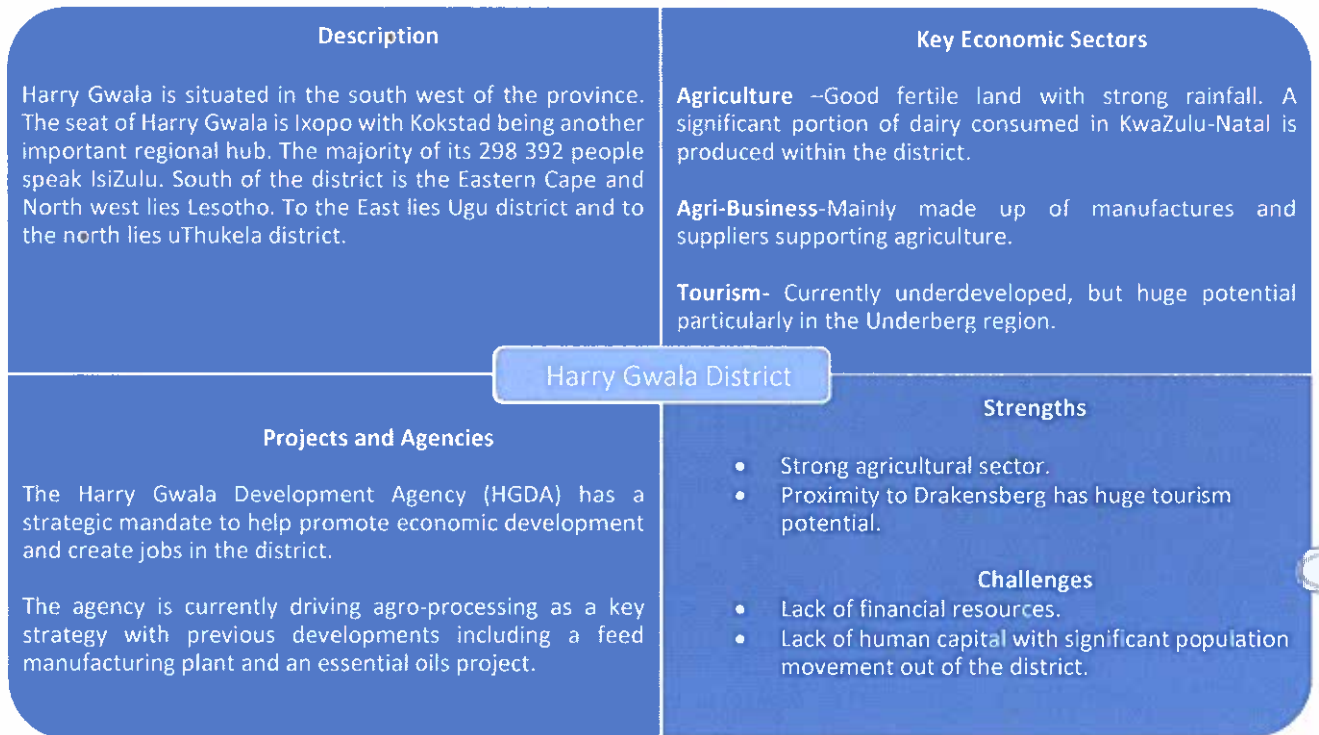 Description
Harry Gwala is situated in the south west of the province.
The seat of Harry Gwala is Ixopo with Kokstad being another
important regional hub. The majority of its 298 392 people
speak IsiZulu. South of the district is the Eastern Cape and
North west lies Lesotho. To the East lies Ugu district and to
the north lies uThukela district.
Key Economic Sectors
Agriculture –Good fertile land with strong rainfall. A
significant portion of dairy consumed in KwaZulu-Natal is
produced within the district.
Agri-Business-Mainly made up of manufactures and
suppliers supporting agriculture.
Tourism- Currently underdeveloped, but huge potential
particularly in the Underberg region.
Harry Gwala District
Projects and Agencies
The Harry Gwala Development Agency (HGDA) has a
strategic mandate to help promote economic development
and create jobs in the district.
The agency is currently driving agro-processing as a key
strategy with previous developments including a feed
manufacturing plant and an essential oils project.
Strengths
• Strong agricultural sector.
• Proximity to Drakensberg has huge tourism
potential.
Challenges
• Lack of financial resources.
• Lack of human capital with significant population
movement out of the district.